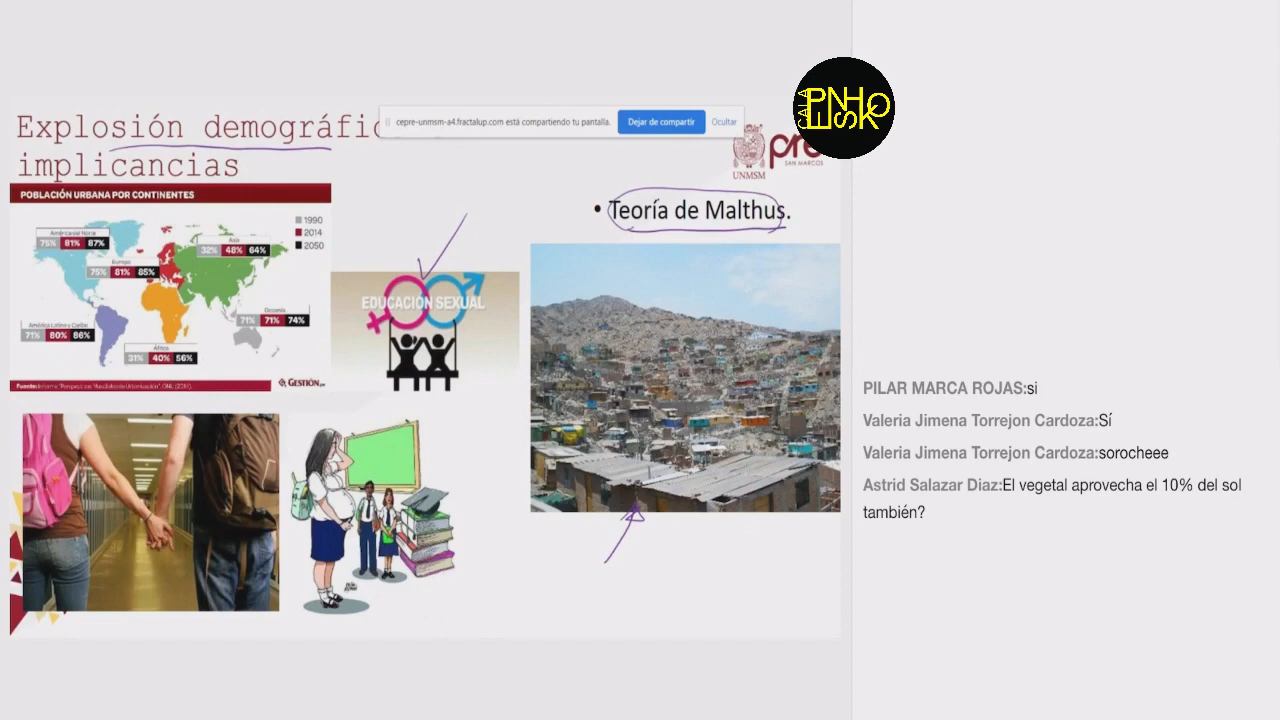 Explosión demográfic
implicancias
cepre-unmsm-a4.fractalup.com está compartiendo tu pantalla.
Dejar de compartir
Ocultar
UNMSM
pre
SAN MARCOS
POBLACIÓN URBANA POR CONTINENTES
1990
2014
2050
América del Norte
75% 81% 87%
Europa
75% 81% 85%
Asia
32% 48% 64%
Oceanía
71% 71% 74%
América Latina y Caribe
71% 80% 86%
África
31% 40% 56%
Fuente:
GESTIÓN
EDUCACIÓN SEXUAL
• Teoría de Malthus.
PILAR MARCA ROJAS:si
Valeria Jimena Torrejon Cardoza:Sí
Valeria Jimena Torrejon Cardoza:sorocheee
Astrid Salazar Diaz:El vegetal aprovecha el 10% del sol
también?